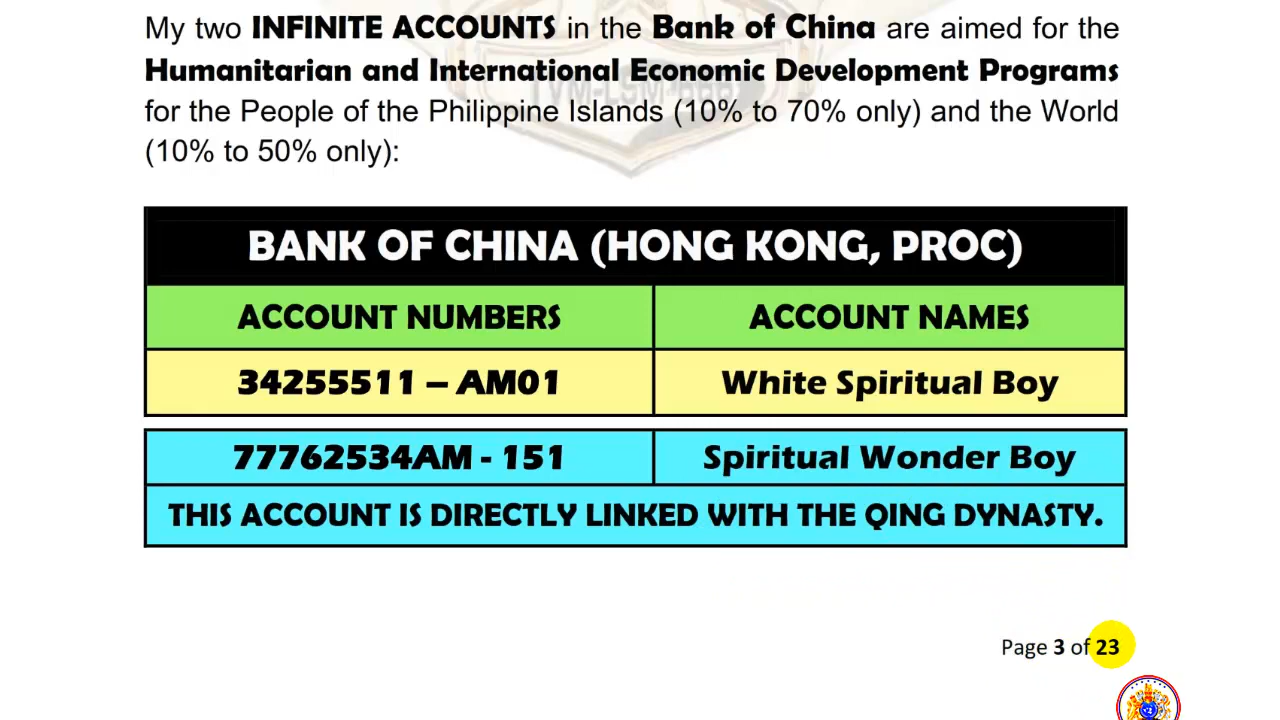 My two INFINITE ACCOUNTS in the Bank of China are aimed for the
Humanitarian and International Economic Development Programs
for the People of the Philippine Islands (10% to 70% only) and the World
(10% to 50% only):
TVM-LSM-666
BANK OF CHINA (HONG KONG, PROC)
ACCOUNT NUMBERS ACCOUNT NAMES
34255511 – AM01 White Spiritual Boy
77762534AM - 151 Spiritual Wonder Boy
THIS ACCOUNT IS DIRECTLY LINKED WITH THE QING DYNASTY.
Page 3 of 23